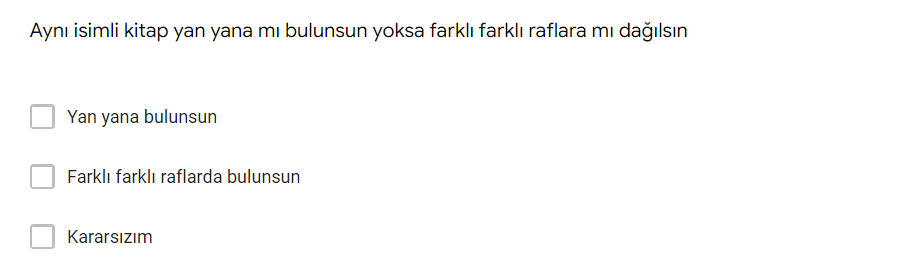 Aynı isimli kitap yan yana mı bulunsun yoksa farklı farklı raflara mı dağılsın
Yan yana bulunsun
Farklı farklı raflarda bulunsun
Kararsızım